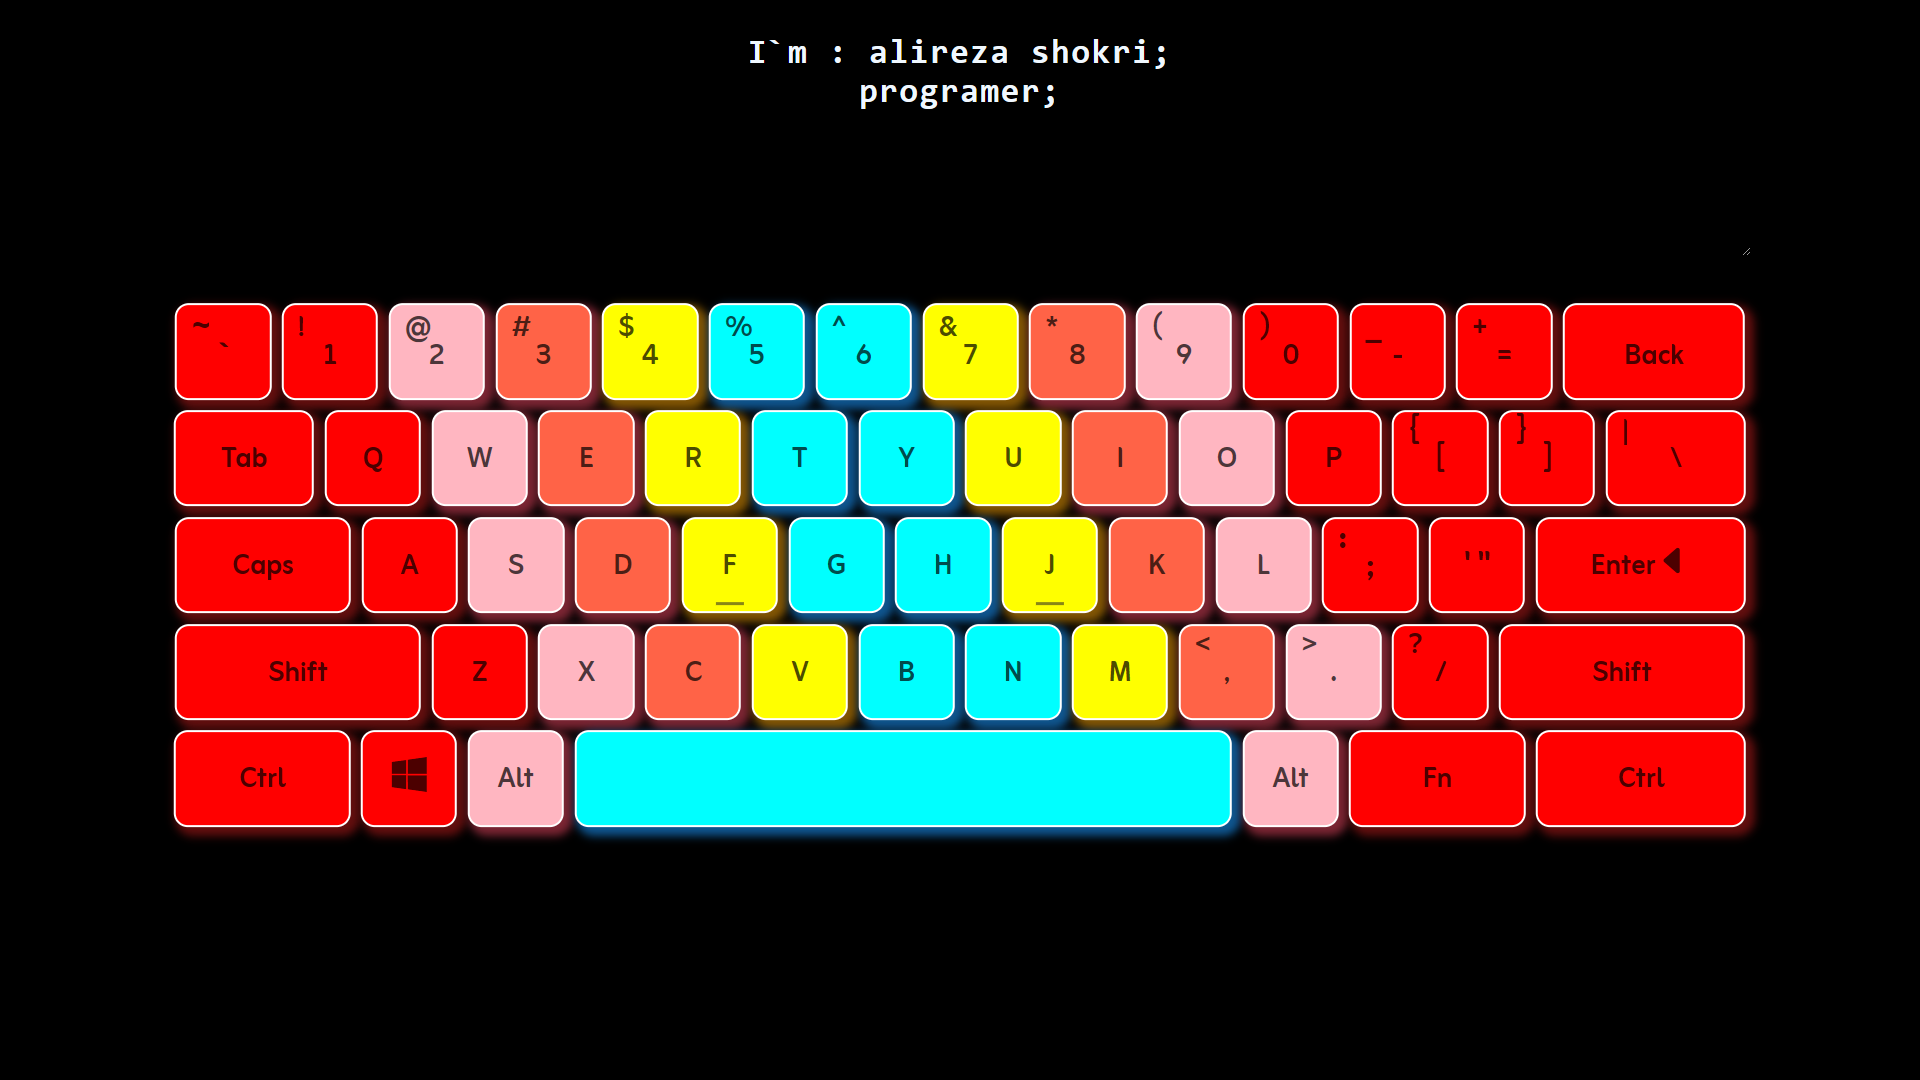 I`m : alireza shokri;
programer;
~ ` ! 1 @ 2 # 3 $ 4 % 5 ^ 6 & 7 * 8 ( 9 ) 0 _ - + = Back
Tab Q W E R T Y U I O P { [ } ] | \
Caps A S D F G H J K L : ; ' " Enter
Shift Z X C V B N M < , > . ? / Shift
Ctrl Alt Alt Fn Ctrl